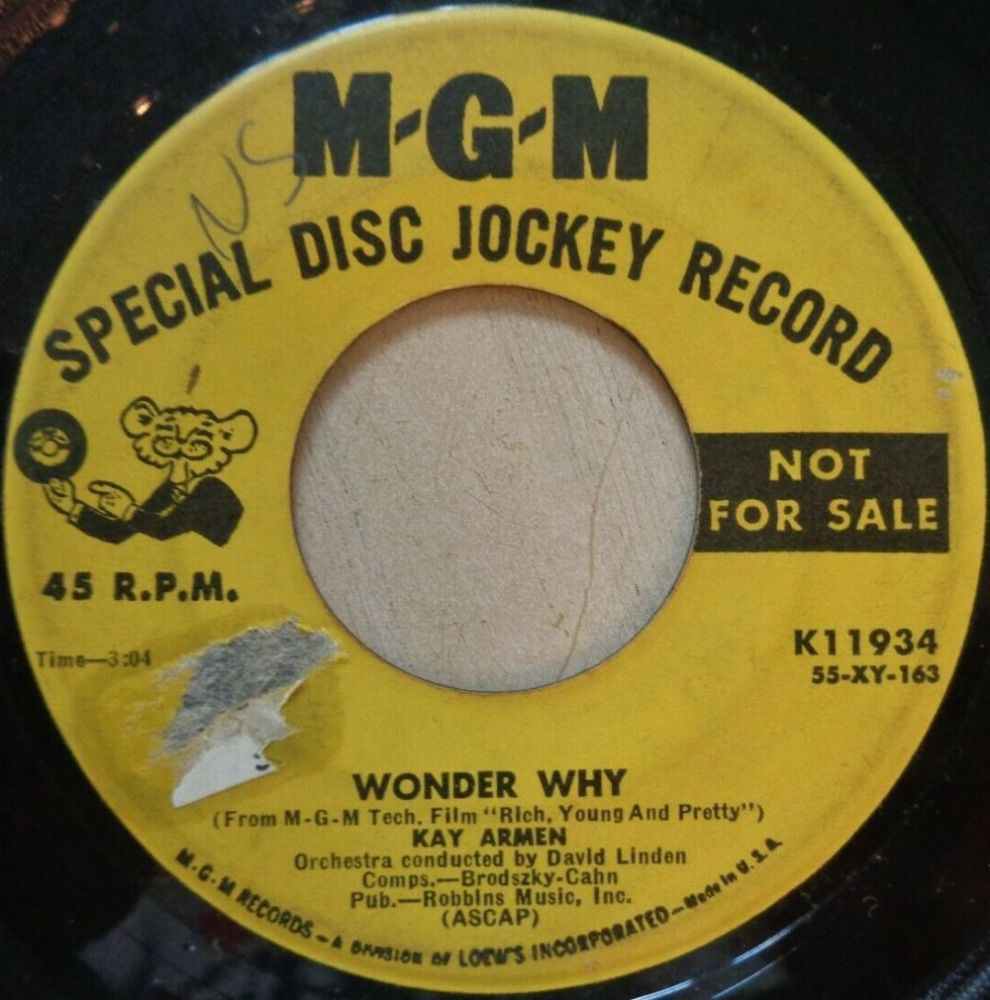 M-G-M
NS
SPECIAL DISC JOCKEY RECORD
NOT
FOR SALE
45 R.P.M.
Time—3:04
K11934
55-XY-163
WONDER WHY
(From M-G-M Tech. Film "Rich, Young And Pretty")
KAY ARMEN
Orchestra conducted by David Linden
Comps.—Brodszky-Cahn
Pub.—Robbins Music, Inc.
(ASCAP)
M.G.M RECORDS – A DIVISION OF LOEW'S INCORPORATED – Made in U.S.A.